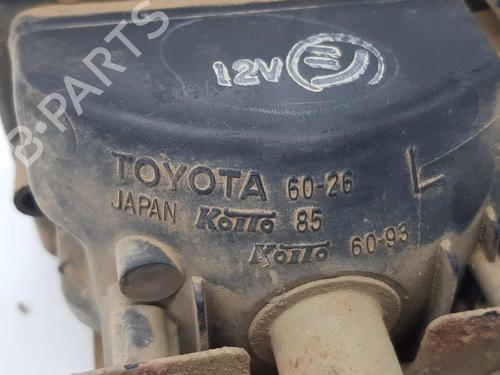 B-PARTS
12V
TOYOTA 60-26 L
JAPAN KOITO 85
KOITO 60-93